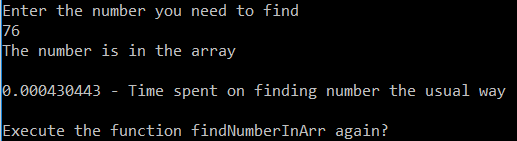 Enter the number you need to find
76
The number is in the array
0.000430443 - Time spent on finding number the usual way
Execute the function findNumberInArr again?